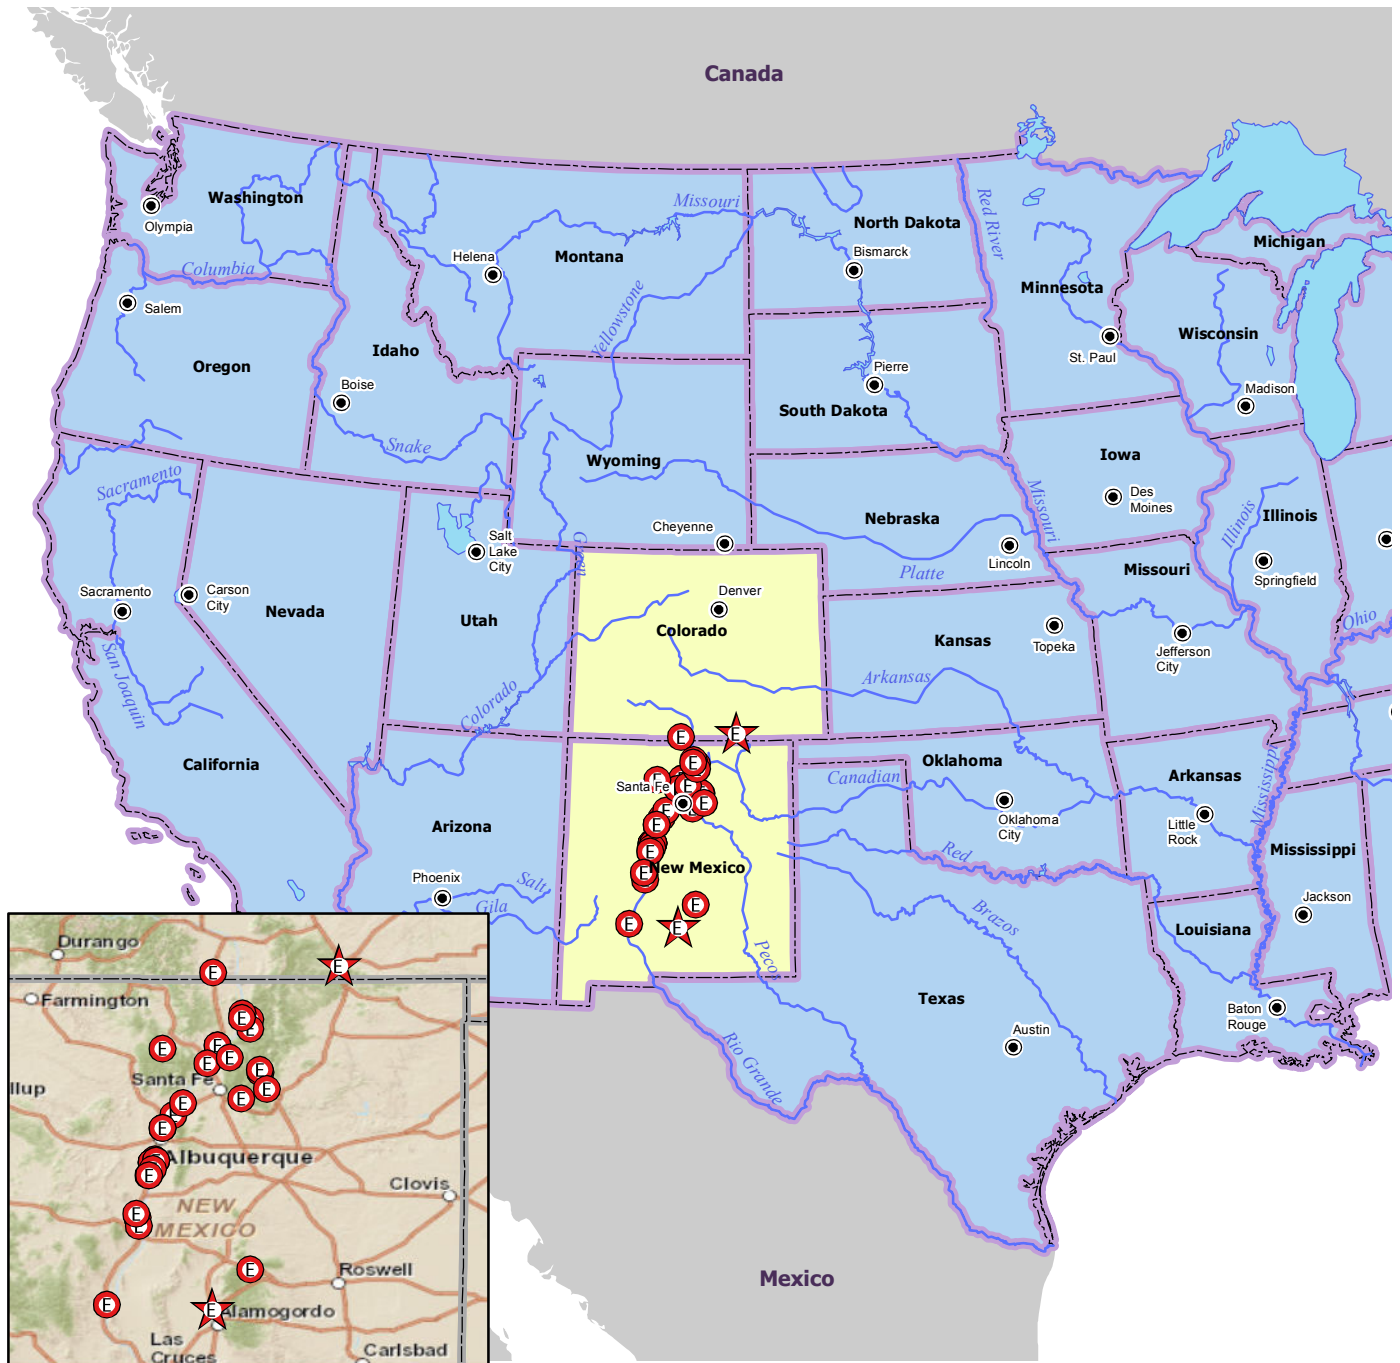 Canada
Washington
Olympia
Columbia
Salem
Oregon
Helena
Montana
Missouri
North Dakota
Bismarck
Red River
Minnesota
St. Paul
Michigan
Wisconsin
Madison
Idaho
Boise
Snake
Yellowstone
Pierre
South Dakota
Wyoming
Cheyenne
Iowa
Des
Moines
Nebraska
Missouri
Lincoln
Platte
Illinois
Illinois
Springfield
Sacramento
Sacramento
Carson
City
Nevada
Salt
Lake
City
Green
Utah
Denver
Colorado
Kansas
Topeka
Missouri
Jefferson
City
Ohio
San Joaquin
California
Colorado
Arkansas
Arizona
Phoenix
Salt
Gila
E
E
E
E
E
Santa Fe
E
E
E
E
E
New Mexico
E
E
E
Pecos
Canadian
Oklahoma
Oklahoma
City
Red
Brazos
Arkansas
Little
Rock
Mississippi
Mississippi
Jackson
Louisiana
Baton
Rouge
Texas
Austin
Rio Grande
Mexico
Durango
E
E
Farmington
E
E
E
E
E
E
E
Santa Fe
E
E
llup
E
E
Albuquerque
E
Clovis
NEW
MEXICO
E
E
E
Roswell
E
E
Alamogordo
Las
Cruces
Carlsbad